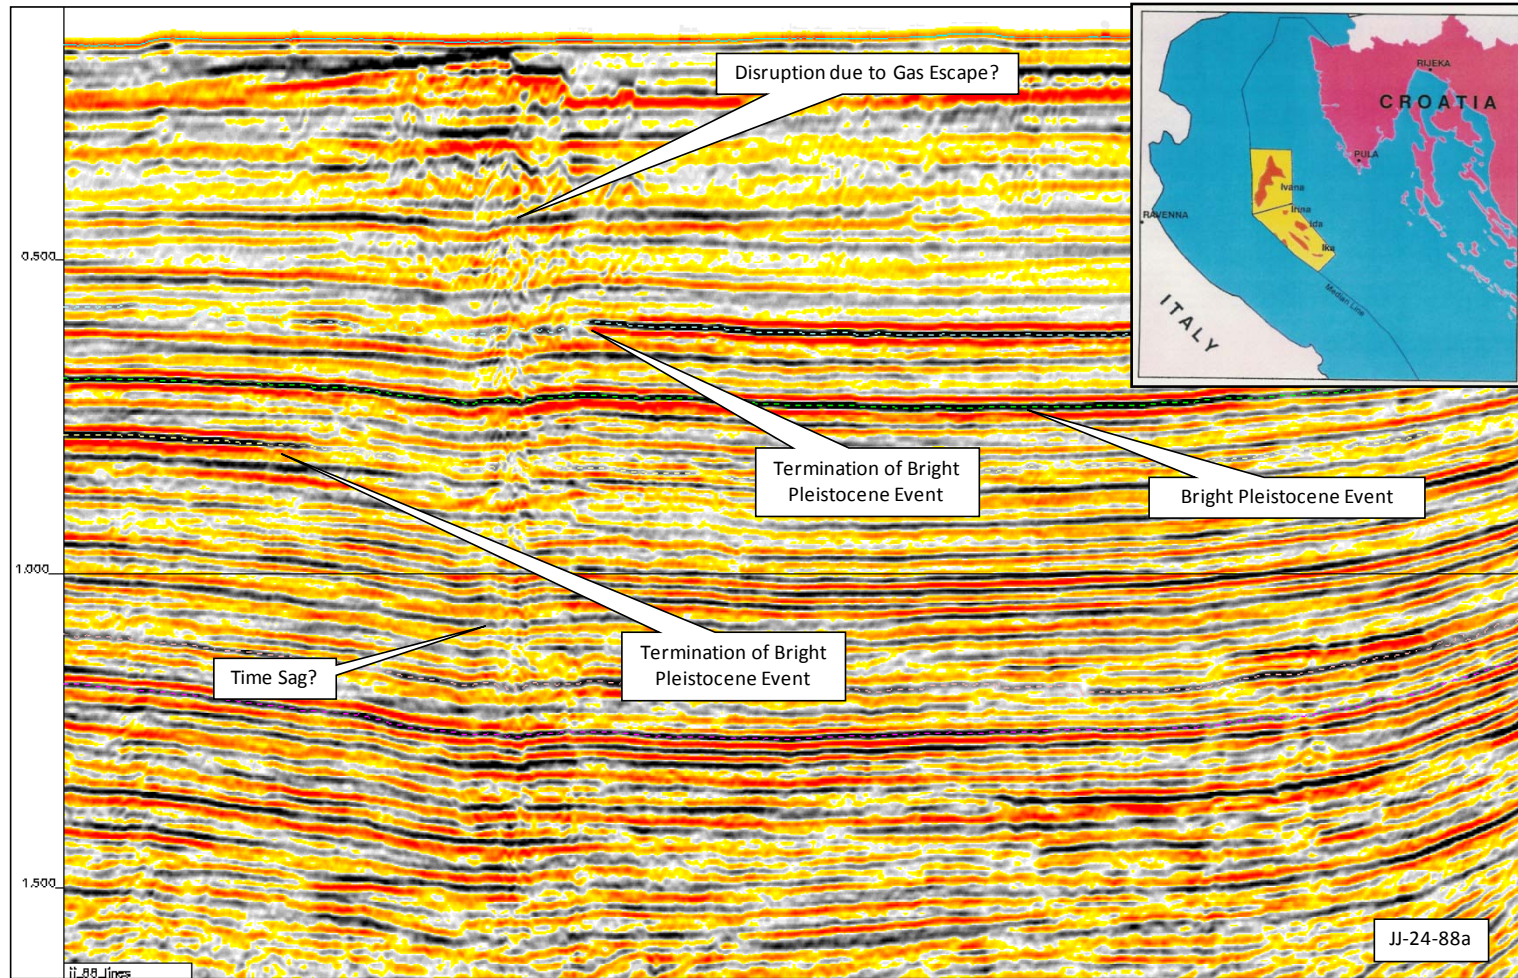 Disruption due to Gas Escape?
RIJEKA
CROATIA
PULA
Ivana
RAVENNA
Irina
Ida
Ika
Median Line
ITALY
0.500
Termination of Bright
Pleistocene Event
Bright Pleistocene Event
1.000
Termination of Bright
Pleistocene Event
Time Sag?
1.500
JJ-24-88a
jj_88_lines